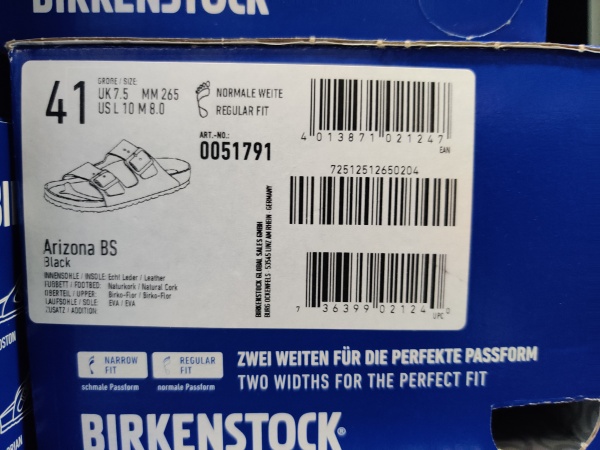 BIRKENSTOCK
41
GRÖßE / SIZE:
UK 7.5 MM 265
US L 10 M 8.0
NORMALE WEITE
REGULAR FIT
ART.-NO.:
0051791
4 013871 021247
EAN
72512512650204
7 36399 02124 0
UPC
BIRKENSTOCK GLOBAL SALES GMBH
BURG OCKENFELS · 53545 LINZ AM RHEIN · GERMANY
Arizona BS
Black
INNENSOHLE / INSOLE: Echt Leder / Leather
FUßBETT / FOOTBED: Naturkork / Natural Cork
OBERTEIL / UPPER: Birko-Flor / Birko-Flor
LAUFSOHLE / SOLE: EVA / EVA
ZUSATZ / ADDITION:
NARROW FIT
schmale Passform
REGULAR FIT
normale Passform
ZWEI WEITEN FÜR DIE PERFEKTE PASSFORM
TWO WIDTHS FOR THE PERFECT FIT
BIRKENSTOCK®